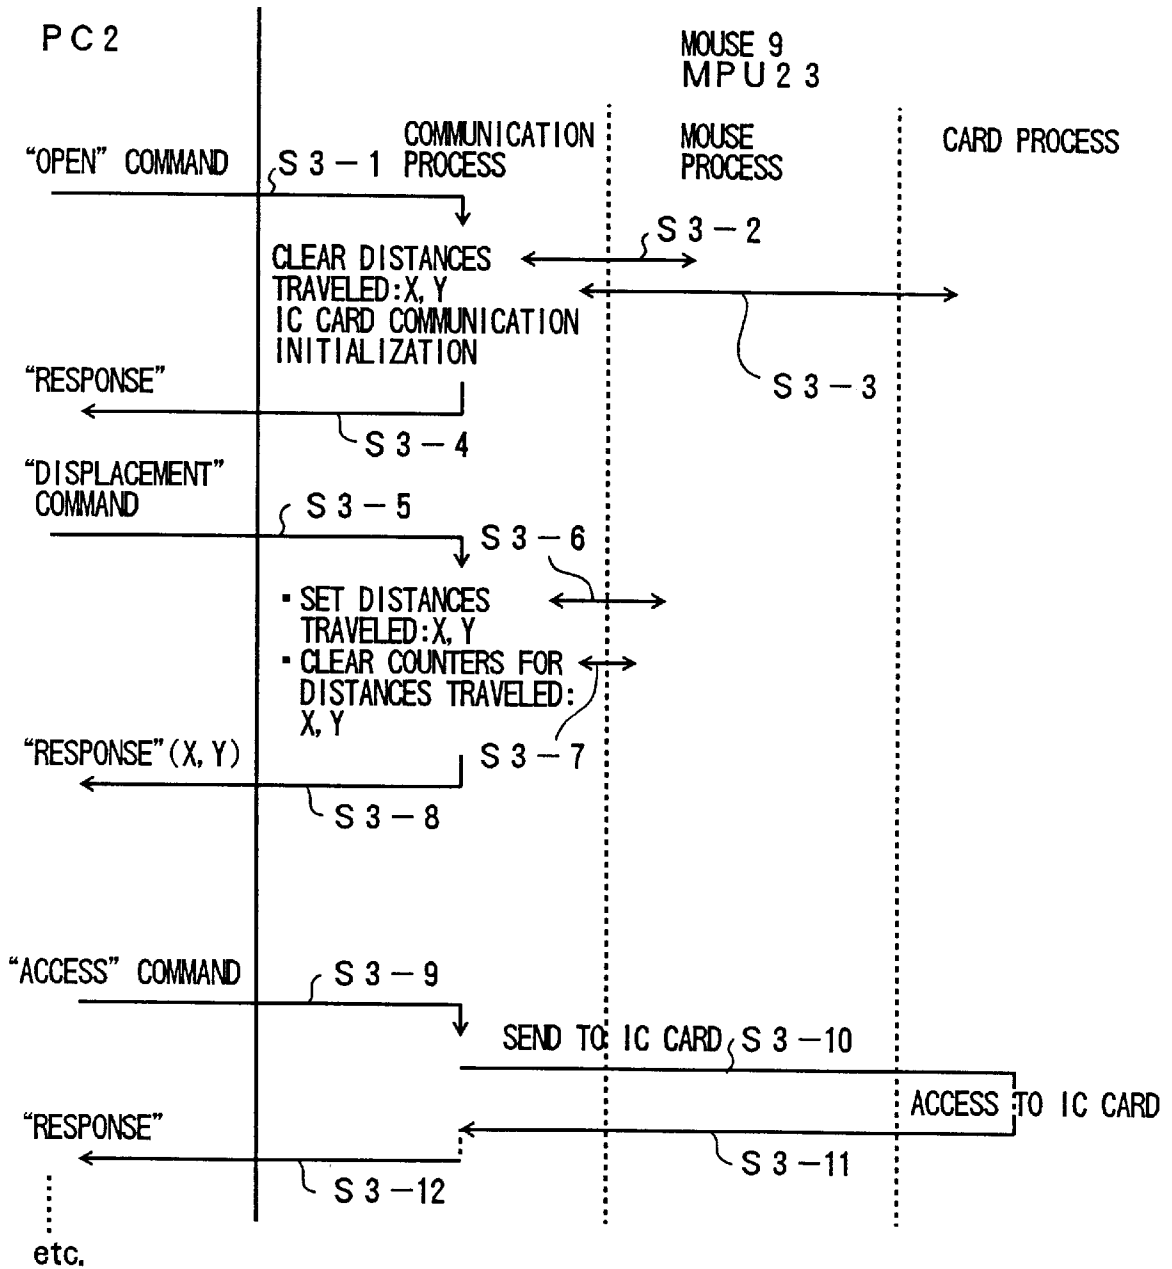 PC2
MOUSE 9
MPU23
COMMUNICATION
PROCESS
MOUSE
PROCESS
CARD PROCESS
“OPEN” COMMAND
S3-1
S3-2
CLEAR DISTANCES
TRAVELED:X,Y
IC CARD COMMUNICATION
INITIALIZATION
S3-3
“RESPONSE”
S3-4
“DISPLACEMENT”
COMMAND
S3-5
S3-6
▪ SET DISTANCES
TRAVELED:X,Y
▪ CLEAR COUNTERS FOR
DISTANCES TRAVELED:
X,Y
S3-7
“RESPONSE”(X,Y)
S3-8
“ACCESS” COMMAND
S3-9
SEND TO IC CARD
S3-10
ACCESS TO IC CARD
“RESPONSE”
S3-11
S3-12
etc.